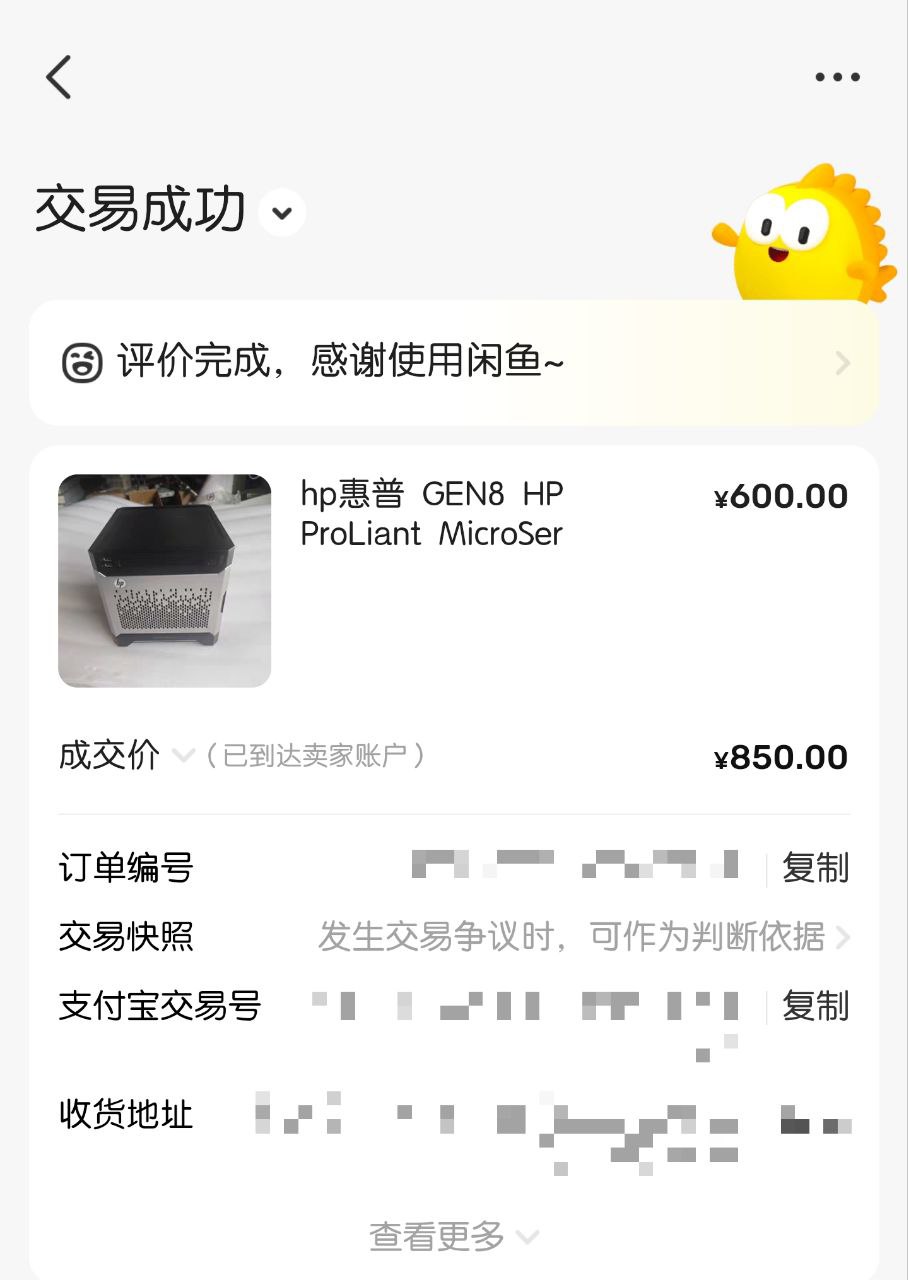 交易成功
评价完成，感谢使用闲鱼~
hp惠普 GEN8 HP
ProLiant MicroSer
¥600.00
hp
成交价（已到达卖家账户） ¥850.00
订单编号 复制
交易快照 发生交易争议时，可作为判断依据
支付宝交易号 复制
收货地址
查看更多